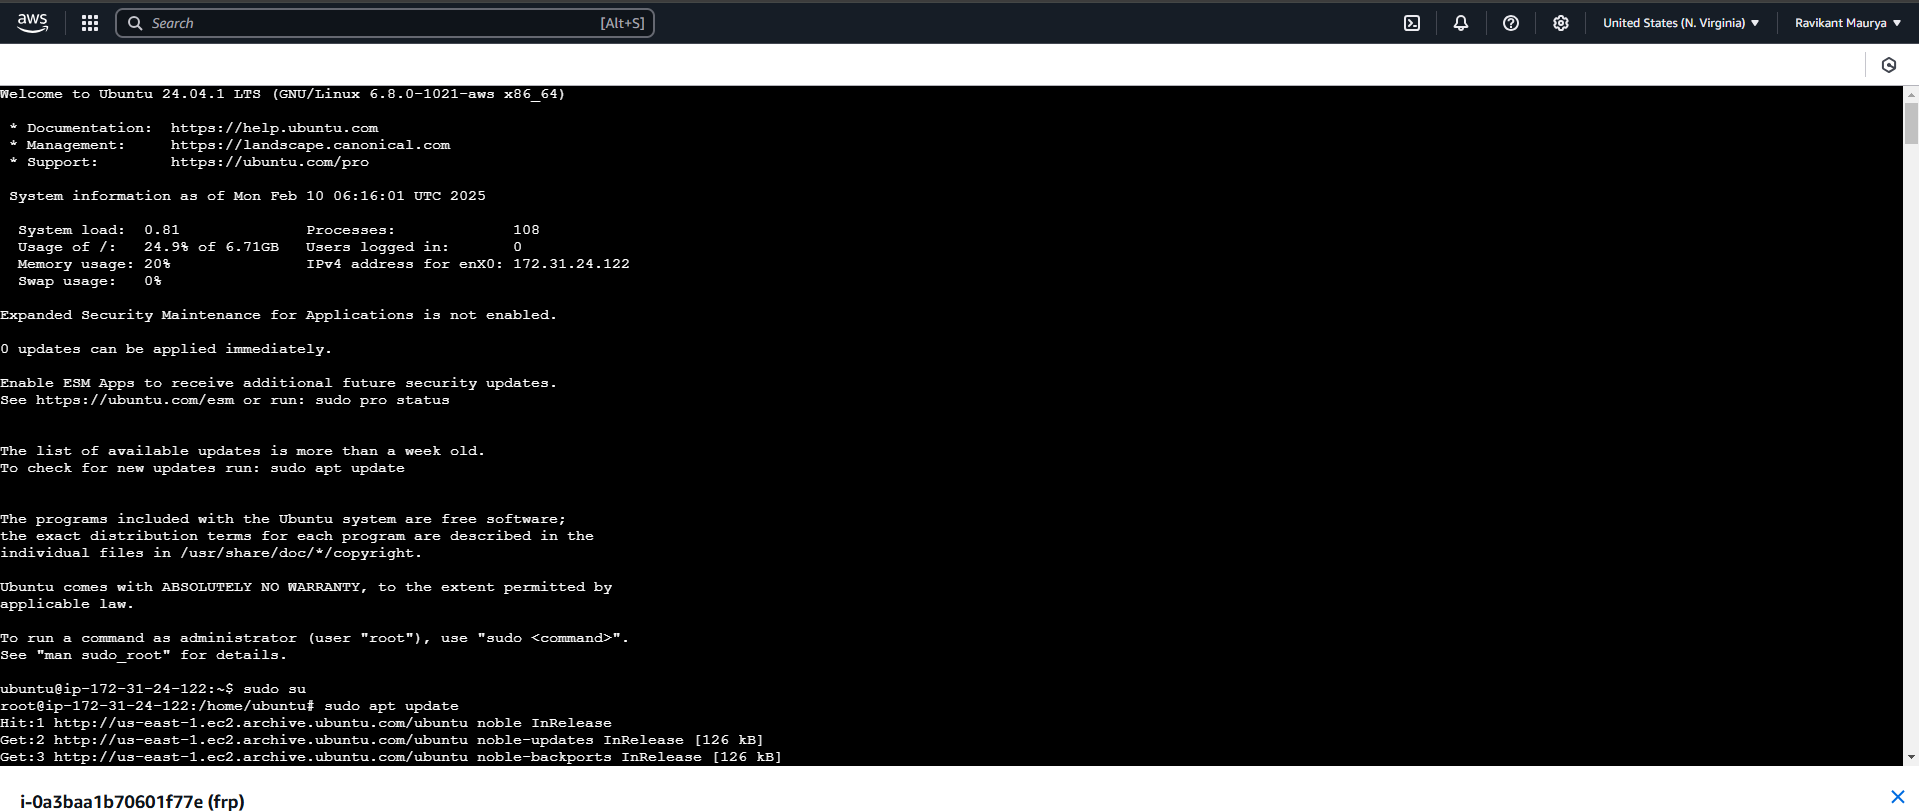 aws
Search [Alt+S]
United States (N. Virginia)
Ravikant Maurya
Welcome to Ubuntu 24.04.1 LTS (GNU/Linux 6.8.0-1021-aws x86_64)
* Documentation: https://help.ubuntu.com
* Management: https://landscape.canonical.com
* Support: https://ubuntu.com/pro
System information as of Mon Feb 10 06:16:01 UTC 2025
System load: 0.81 Processes: 108
Usage of /: 24.9% of 6.71GB Users logged in: 0
Memory usage: 20% IPv4 address for enX0: 172.31.24.122
Swap usage: 0%
Expanded Security Maintenance for Applications is not enabled.
0 updates can be applied immediately.
Enable ESM Apps to receive additional future security updates.
See https://ubuntu.com/esm or run: sudo pro status
The list of available updates is more than a week old.
To check for new updates run: sudo apt update
The programs included with the Ubuntu system are free software;
the exact distribution terms for each program are described in the
individual files in /usr/share/doc/*/copyright.
Ubuntu comes with ABSOLUTELY NO WARRANTY, to the extent permitted by
applicable law.
To run a command as administrator (user "root"), use "sudo <command>".
See "man sudo_root" for details.
ubuntu@ip-172-31-24-122:~$ sudo su
root@ip-172-31-24-122:/home/ubuntu# sudo apt update
Hit:1 http://us-east-1.ec2.archive.ubuntu.com/ubuntu noble InRelease
Get:2 http://us-east-1.ec2.archive.ubuntu.com/ubuntu noble-updates InRelease [126 kB]
Get:3 http://us-east-1.ec2.archive.ubuntu.com/ubuntu noble-backports InRelease [126 kB]
i-0a3baa1b70601f77e (frp)